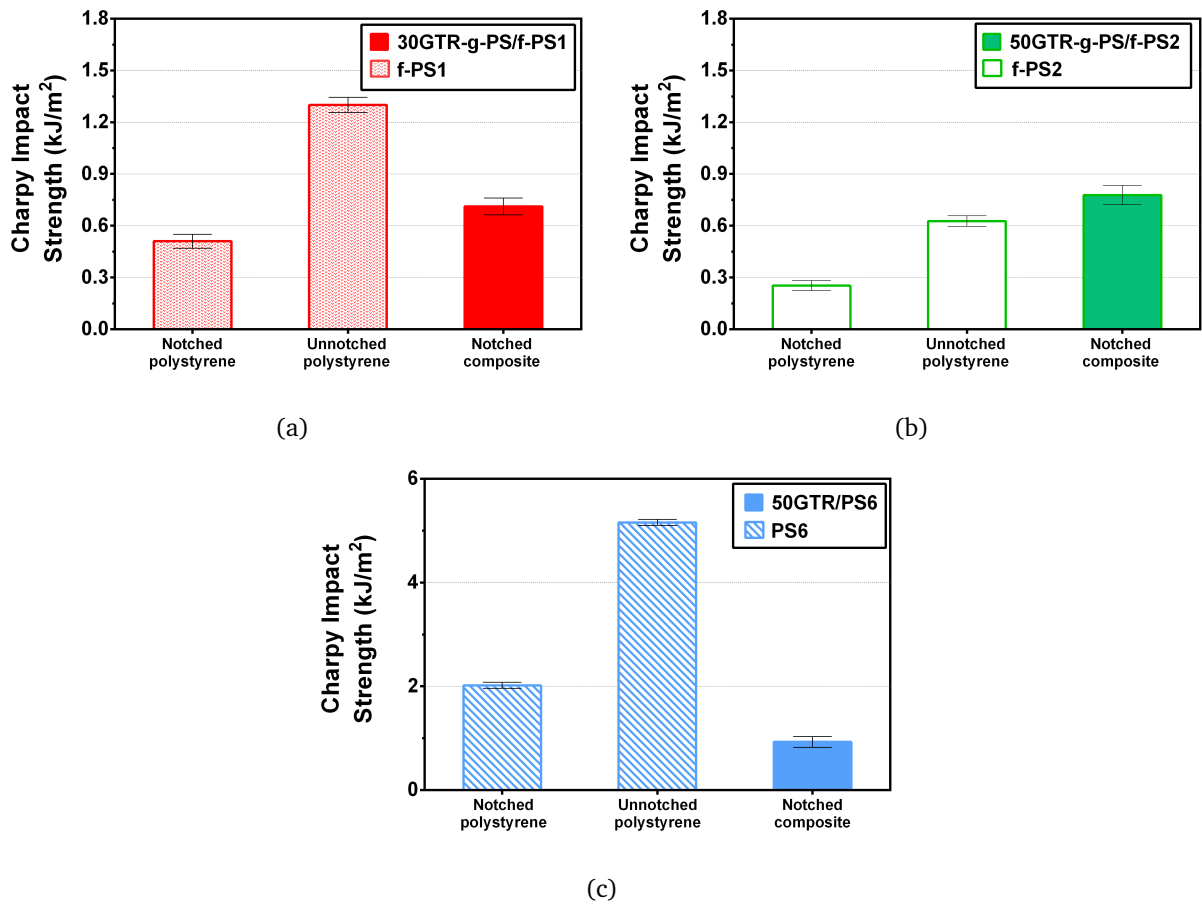 1.8
1.5
1.2
0.9
0.6
0.3
0.0
Charpy Impact
Strength (kJ/m²)
30GTR-g-PS/f-PS1
f-PS1
Notched
polystyrene
Unnotched
polystyrene
Notched
composite
(a)
1.8
1.5
1.2
0.9
0.6
0.3
0.0
Charpy Impact
Strength (kJ/m²)
50GTR-g-PS/f-PS2
f-PS2
Notched
polystyrene
Unnotched
polystyrene
Notched
composite
(b)
6
4
2
0
Charpy Impact
Strength (kJ/m²)
50GTR/PS6
PS6
Notched
polystyrene
Unnotched
polystyrene
Notched
composite
(c)